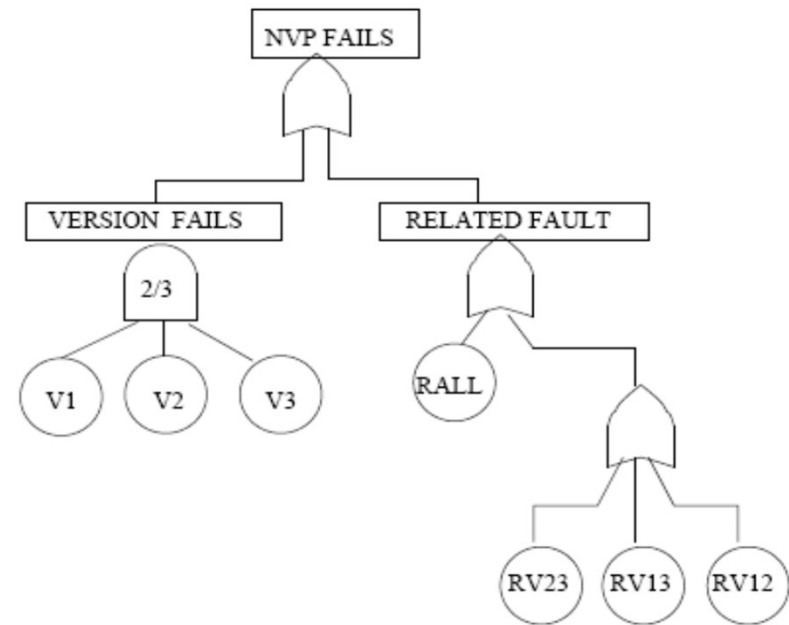 NVP FAILS
VERSION FAILS
RELATED FAULT
2/3
V1
V2
V3
RALL
RV23
RV13
RV12